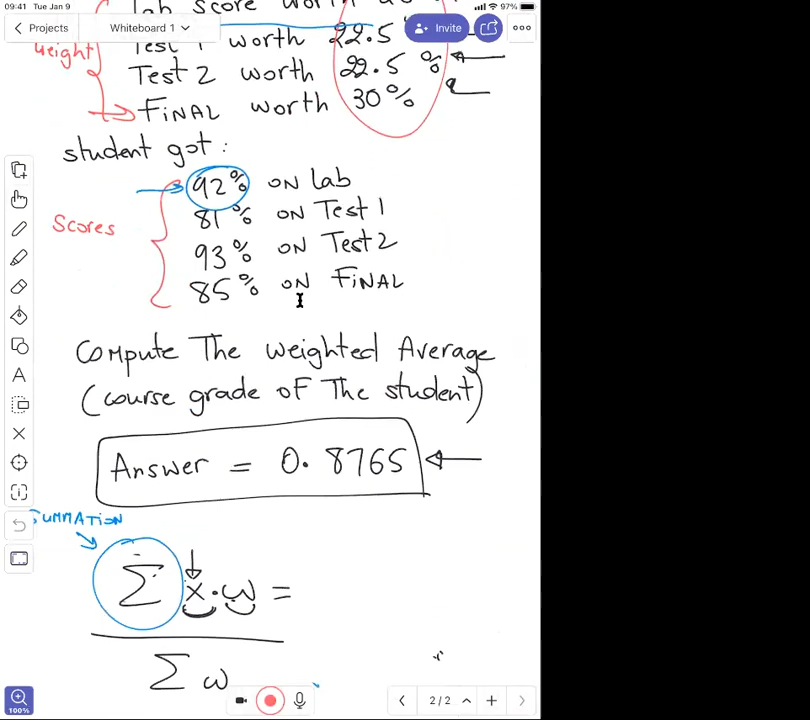 09:41 Tue Jan 9
97%
Projects
Whiteboard 1
Invite
lab score worth
Weight
Test 1 worth 22.5
Test 2 worth 22.5 %
FINAL worth 30%
student got:
92% ON lab
Scores
81% ON Test 1
93% ON Test 2
85% ON FINAL
Compute The Weighted Average
(course grade of The student)
Answer = 0.8765
SUMMATION
Σ x·w =
Σ w
2/2
100%